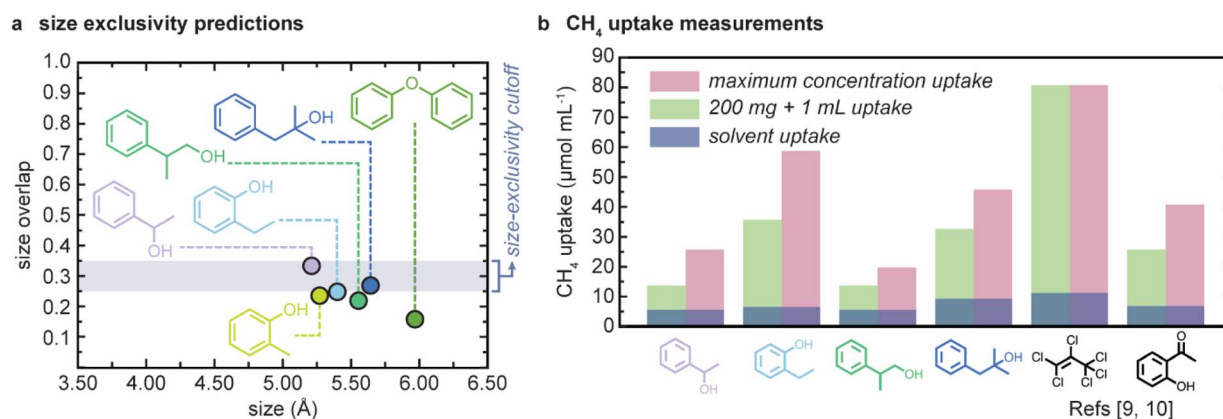 a size exclusivity predictions
size overlap
1.0
0.9
0.8
0.7
0.6
0.5
0.4
0.3
0.2
0.1
OH
O
OH
OH
OH
OH
size-exclusivity cutoff
3.50 4.00 4.50 5.00 5.50 6.00 6.50
size (Å)
b CH₄ uptake measurements
CH₄ uptake (μmol mL⁻¹)
90
80
70
60
50
40
30
20
10
0
maximum concentration uptake
200 mg + 1 mL uptake
solvent uptake
OH
OH
OH
OH
Cl Cl Cl Cl Cl Cl
O
OH
Refs [9, 10]